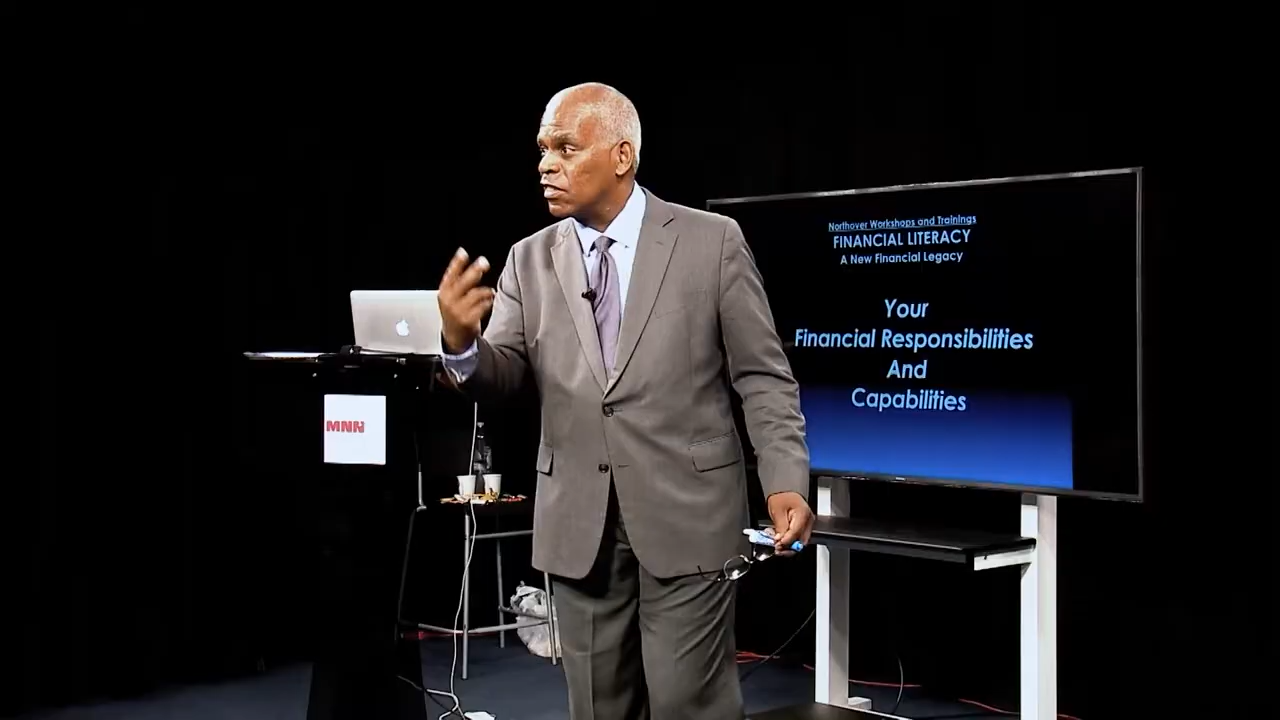 MNN
Northover Workshops and Trainings
FINANCIAL LITERACY
A New Financial Legacy
Your
Financial Responsibilities
And
Capabilities